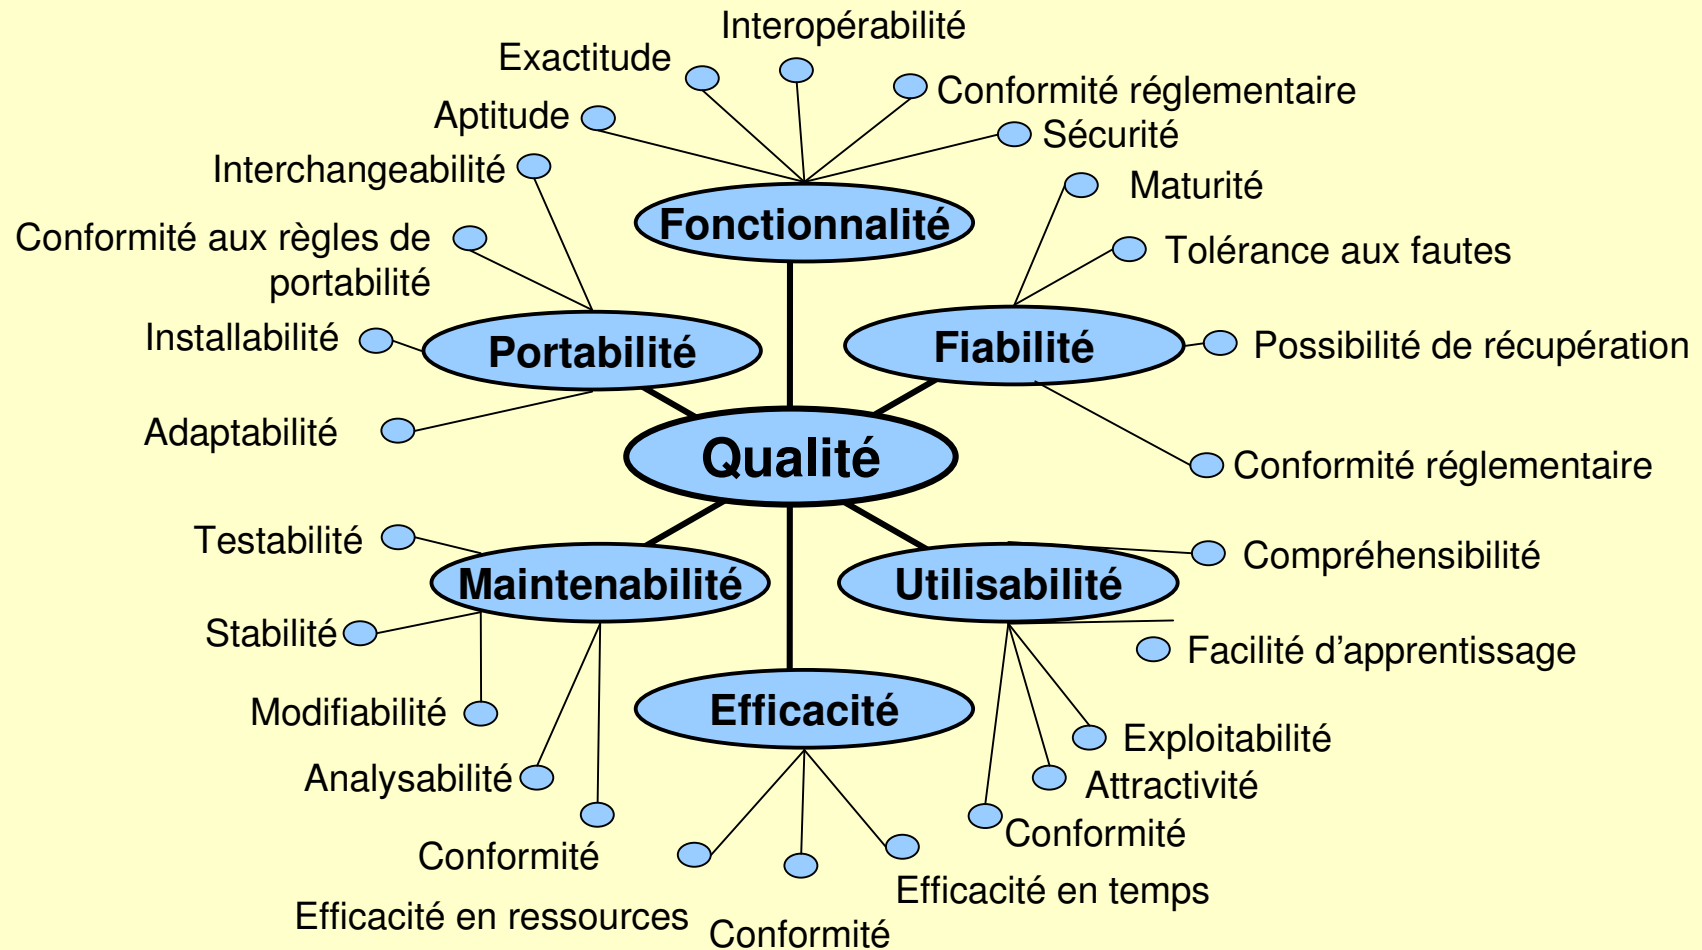 Interopérabilité
Exactitude
Conformité réglementaire
Aptitude
Sécurité
Interchangeabilité
Maturité
Fonctionnalité
Conformité aux règles de
portabilité
Tolérance aux fautes
Installabilité
Portabilité
Fiabilité
Possibilité de récupération
Adaptabilité
Qualité
Conformité réglementaire
Testabilité
Compréhensibilité
Maintenabilité
Utilisabilité
Stabilité
Facilité d’apprentissage
Modifiabilité
Efficacité
Exploitabilité
Analysabilité
Attractivité
Conformité
Conformité
Efficacité en temps
Efficacité en ressources
Conformité